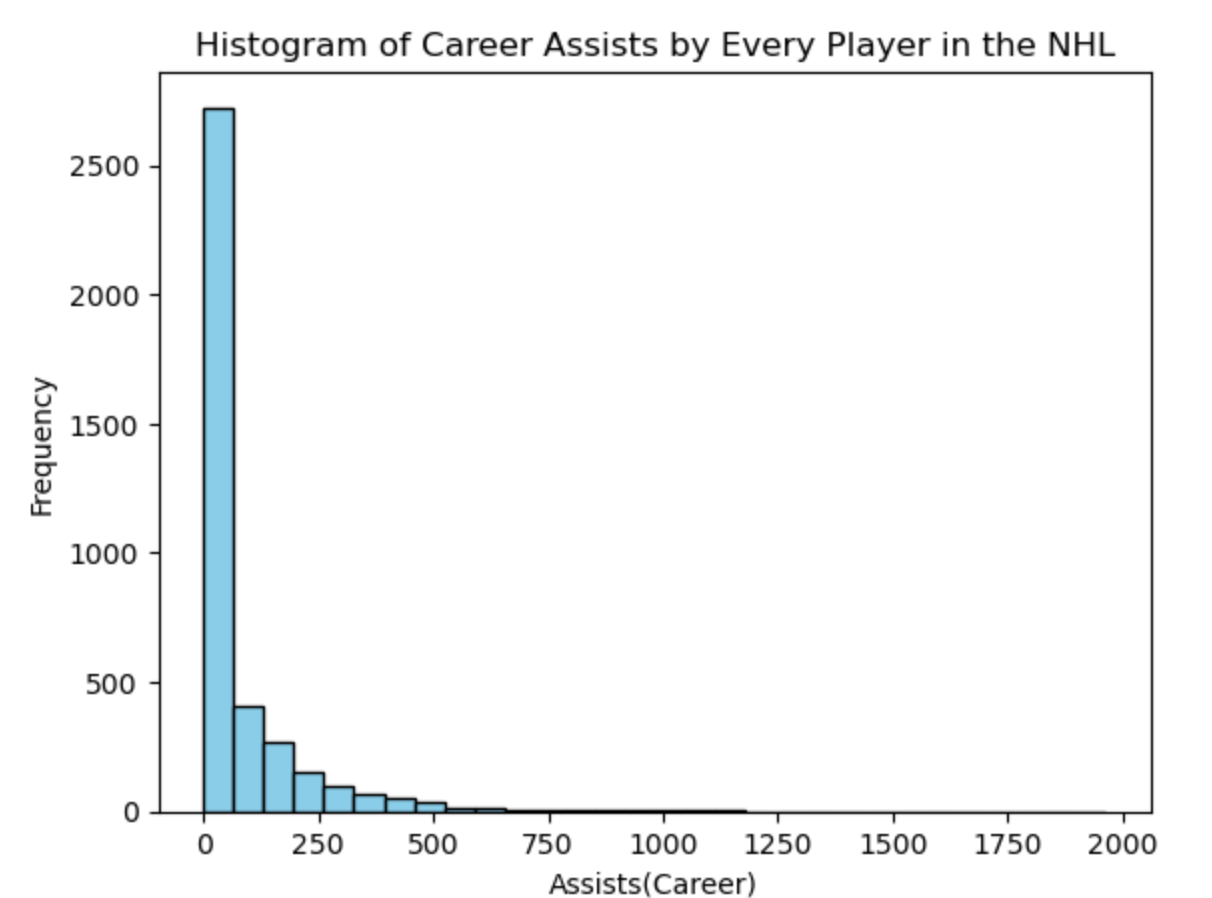 Histogram of Career Assists by Every Player in the NHL
2500
2000
1500
1000
500
0
Frequency
0 250 500 750 1000 1250 1500 1750 2000
Assists(Career)